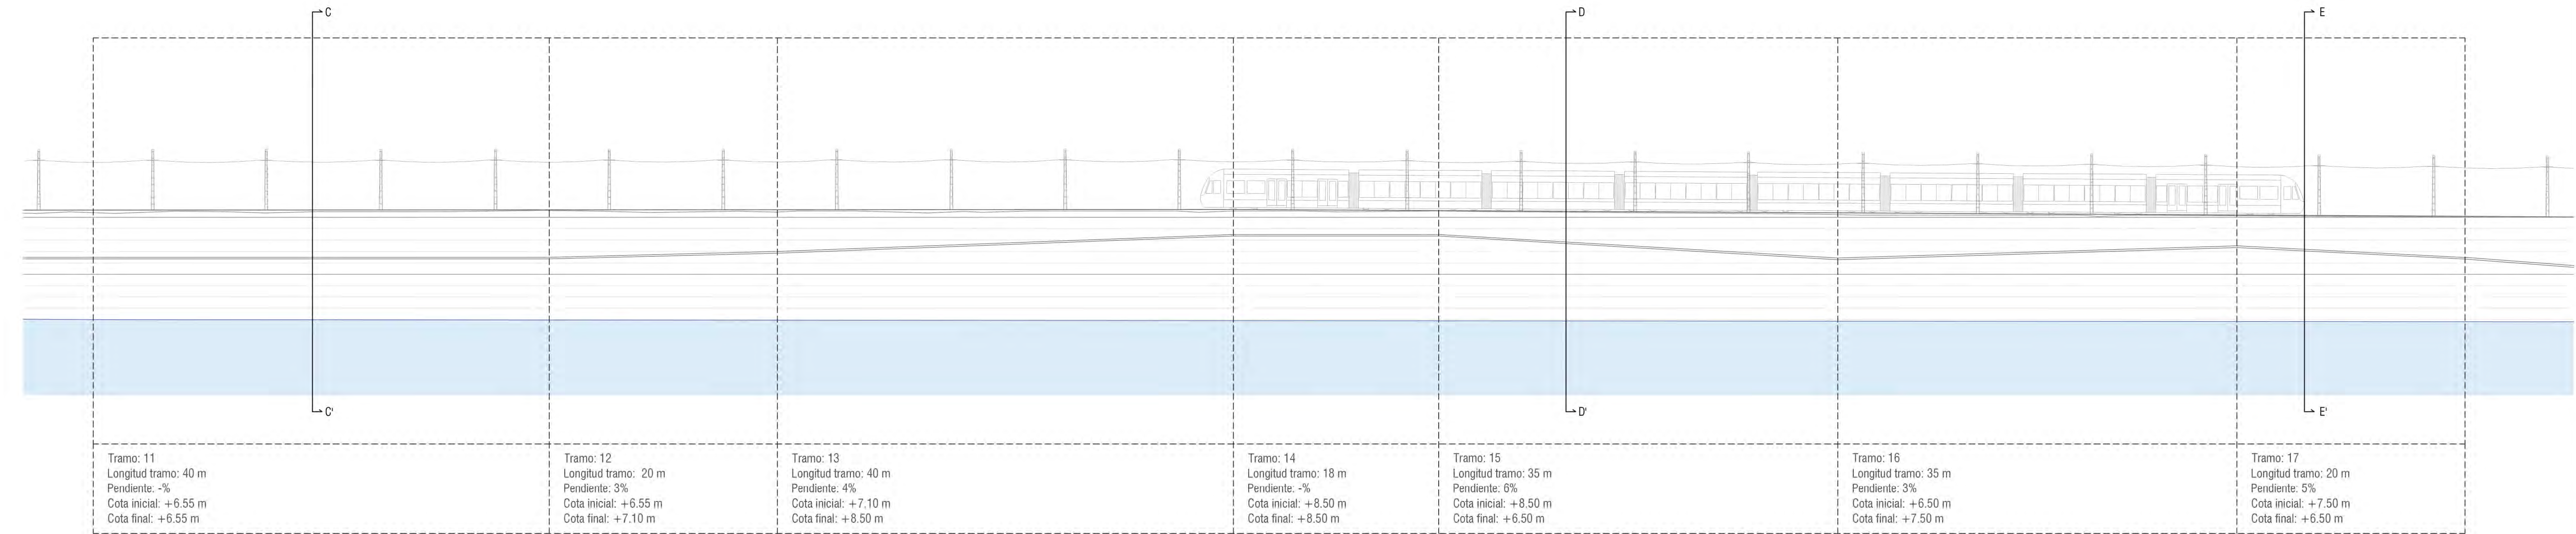 C
D
E
C'
D'
E'
Tramo: 11
Longitud tramo: 40 m
Pendiente: -%
Cota inicial: +6.55 m
Cota final: +6.55 m
Tramo: 12
Longitud tramo: 20 m
Pendiente: 3%
Cota inicial: +6.55 m
Cota final: +7.10 m
Tramo: 13
Longitud tramo: 40 m
Pendiente: 4%
Cota inicial: +7.10 m
Cota final: +8.50 m
Tramo: 14
Longitud tramo: 18 m
Pendiente: -%
Cota inicial: +8.50 m
Cota final: +8.50 m
Tramo: 15
Longitud tramo: 35 m
Pendiente: 6%
Cota inicial: +8.50 m
Cota final: +6.50 m
Tramo: 16
Longitud tramo: 35 m
Pendiente: 3%
Cota inicial: +6.50 m
Cota final: +7.50 m
Tramo: 17
Longitud tramo: 20 m
Pendiente: 5%
Cota inicial: +7.50 m
Cota final: +6.50 m